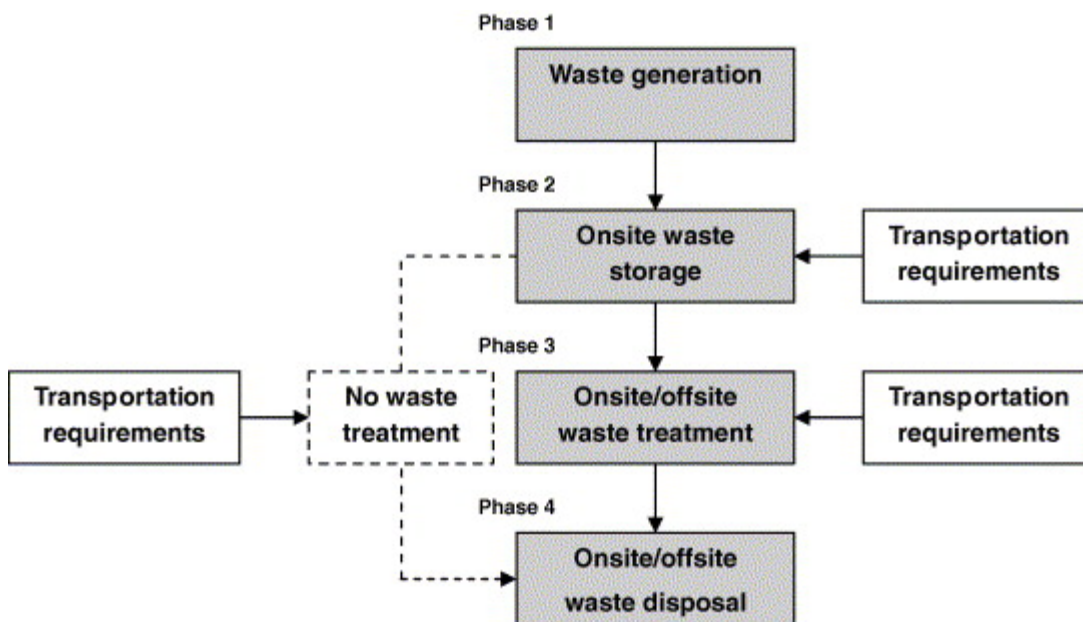 Phase 1
Waste generation
Phase 2
Onsite waste
storage
Transportation
requirements
Phase 3
Transportation
requirements
No waste
treatment
Onsite/offsite
waste treatment
Transportation
requirements
Phase 4
Onsite/offsite
waste disposal